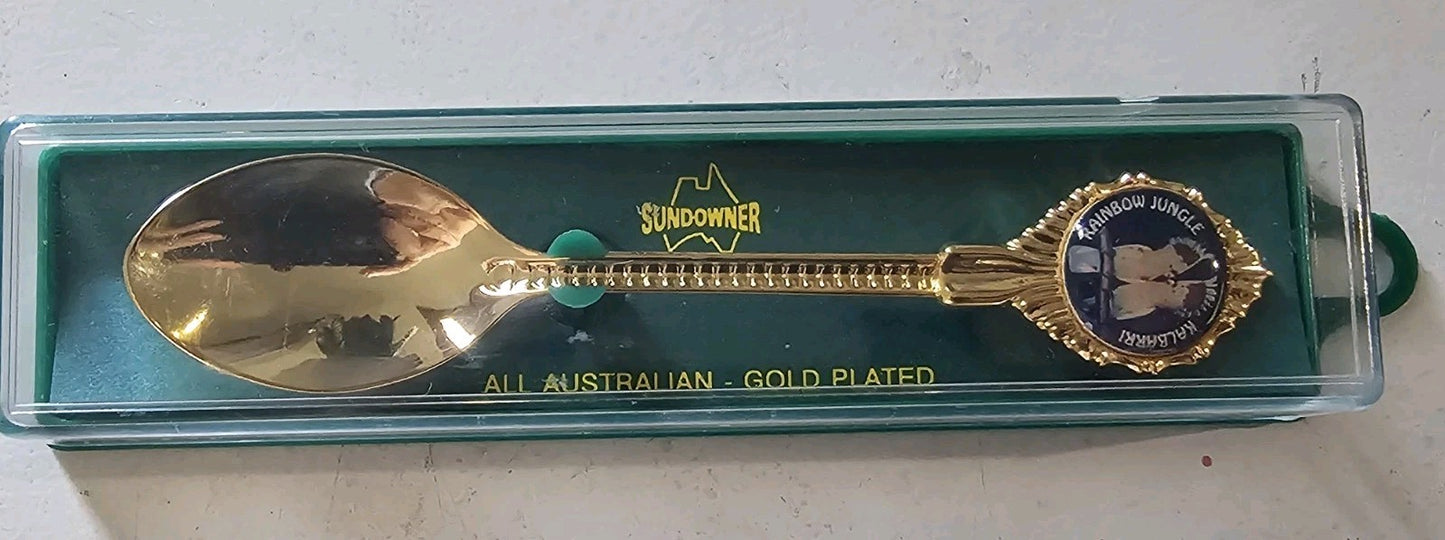 SUNDOWNER
RAINBOW JUNGLE
KALBARRI
ALL AUSTRALIAN - GOLD PLATED